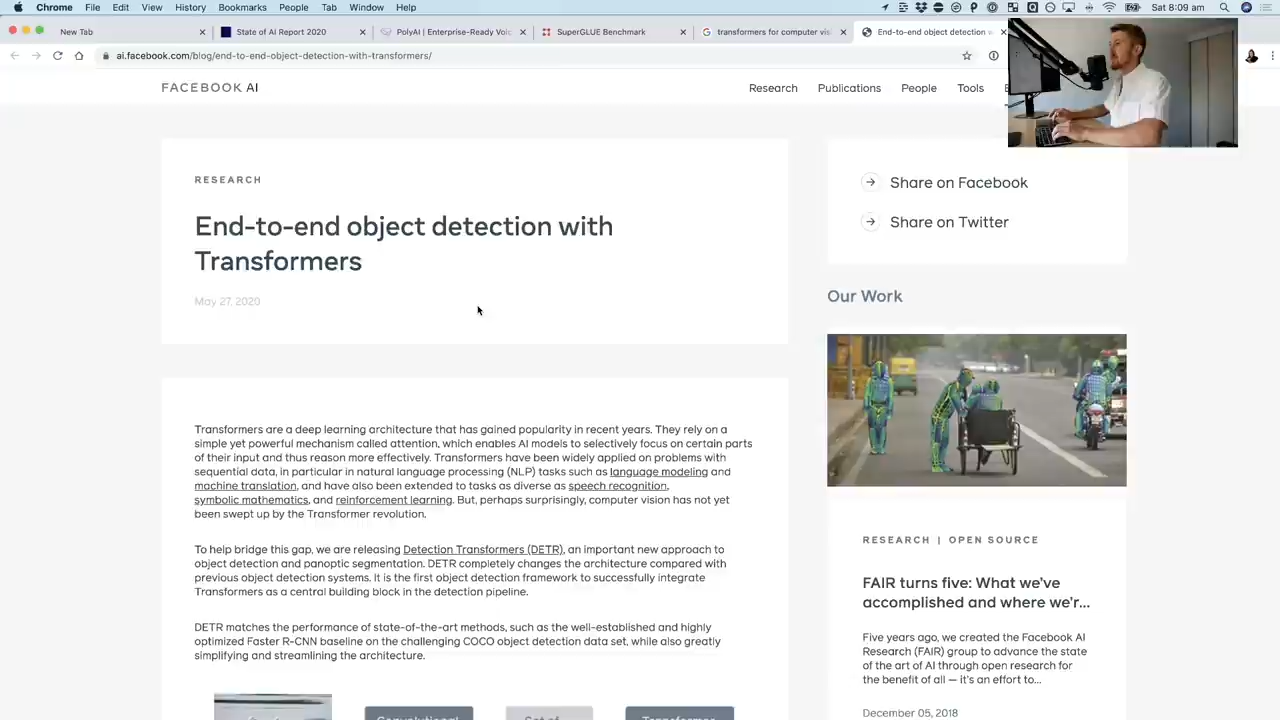 Chrome File Edit View History Bookmarks People Tab Window Help
Sat 8:09 am
New Tab
State of AI Report 2020
PolyAI | Enterprise-Ready Voic
SuperGLUE Benchmark
transformers for computer visi
End-to-end object detection w
ai.facebook.com/blog/end-to-end-object-detection-with-transformers/
FACEBOOK AI
Research Publications People Tools
RESEARCH
End-to-end object detection with
Transformers
May 27, 2020
Transformers are a deep learning architecture that has gained popularity in recent years. They rely on a
simple yet powerful mechanism called attention, which enables AI models to selectively focus on certain parts
of their input and thus reason more effectively. Transformers have been widely applied on problems with
sequential data, in particular in natural language processing (NLP) tasks such as language modeling and
machine translation, and have also been extended to tasks as diverse as speech recognition,
symbolic mathematics, and reinforcement learning. But, perhaps surprisingly, computer vision has not yet
been swept up by the Transformer revolution.
To help bridge this gap, we are releasing Detection Transformers (DETR), an important new approach to
object detection and panoptic segmentation. DETR completely changes the architecture compared with
previous object detection systems. It is the first object detection framework to successfully integrate
Transformers as a central building block in the detection pipeline.
DETR matches the performance of state-of-the-art methods, such as the well-established and highly
optimized Faster R-CNN baseline on the challenging COCO object detection data set, while also greatly
simplifying and streamlining the architecture.
Convolutional
Set of
Transformer
Share on Facebook
Share on Twitter
Our Work
RESEARCH | OPEN SOURCE
FAIR turns five: What we've
accomplished and where we'r...
Five years ago, we created the Facebook AI
Research (FAIR) group to advance the state
of the art of AI through open research for
the benefit of all — it's an effort to...
December 05, 2018